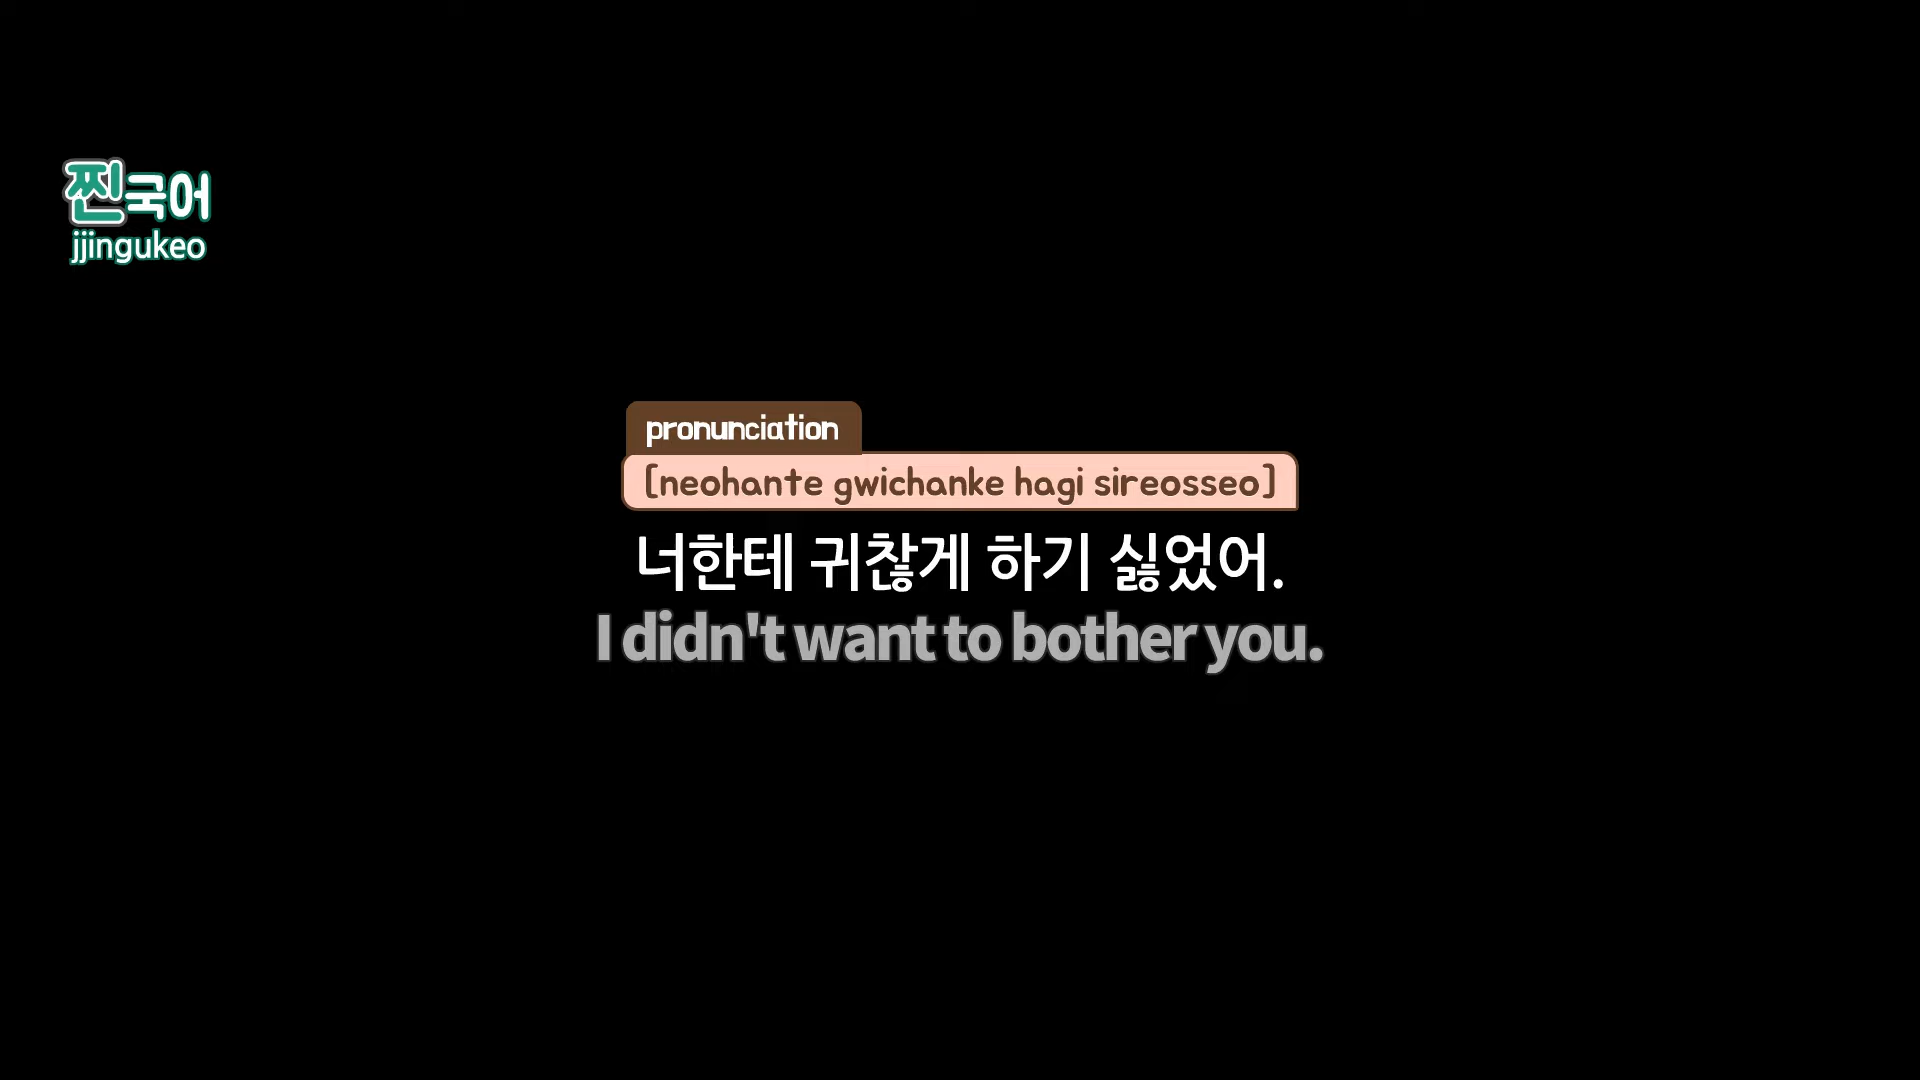 찐국어
jjingukeo
pronunciation
[neohante gwichanke hagi sireosseo]
너한테 귀찮게 하기 싫었어.
I didn't want to bother you.